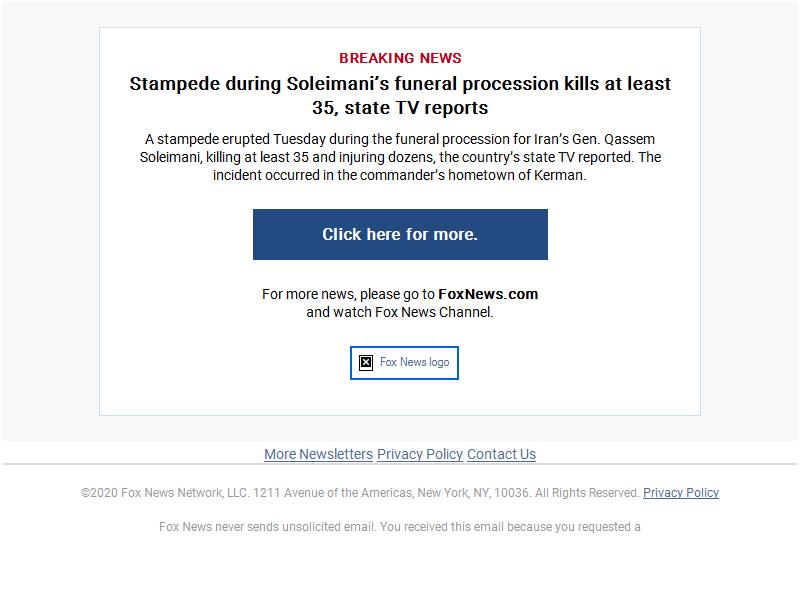 BREAKING NEWS
Stampede during Soleimani’s funeral procession kills at least
35, state TV reports
A stampede erupted Tuesday during the funeral procession for Iran’s Gen. Qassem
Soleimani, killing at least 35 and injuring dozens, the country’s state TV reported. The
incident occurred in the commander’s hometown of Kerman.
Click here for more.
For more news, please go to FoxNews.com
and watch Fox News Channel.
Fox News logo
More Newsletters Privacy Policy Contact Us
©2020 Fox News Network, LLC. 1211 Avenue of the Americas, New York, NY, 10036. All Rights Reserved. Privacy Policy
Fox News never sends unsolicited email. You received this email because you requested a